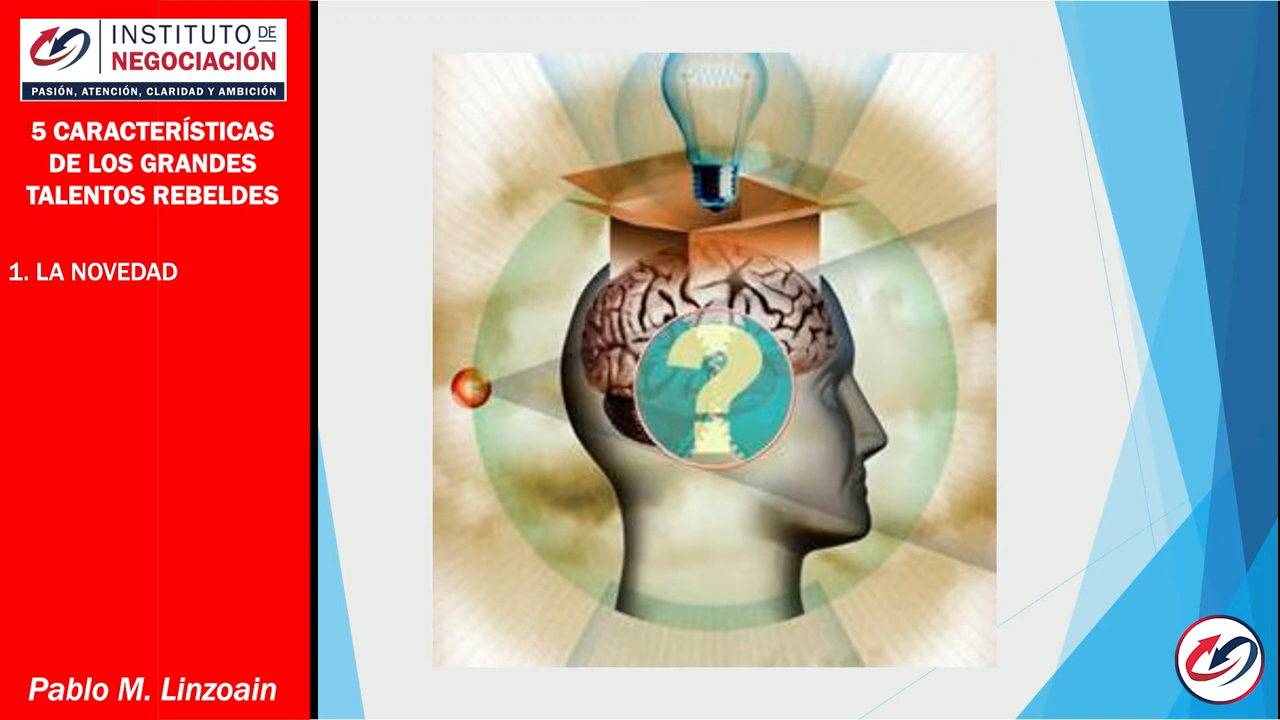 INSTITUTO DE
NEGOCIACIÓN
PASIÓN, ATENCIÓN, CLARIDAD Y AMBICIÓN
5 CARACTERÍSTICAS
DE LOS GRANDES
TALENTOS REBELDES
1. LA NOVEDAD
?
Pablo M. Linzoain